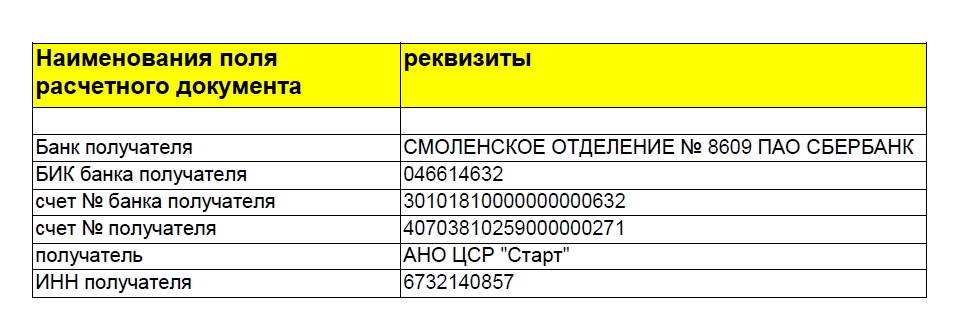 Наименования поля реквизиты
расчетного документа
Банк получателя СМОЛЕНСКОЕ ОТДЕЛЕНИЕ № 8609 ПАО СБЕРБАНК
БИК банка получателя 046614632
счет № банка получателя 30101810000000000632
счет № получателя 40703810259000000271
получатель АНО ЦСР "Старт"
ИНН получателя 6732140857